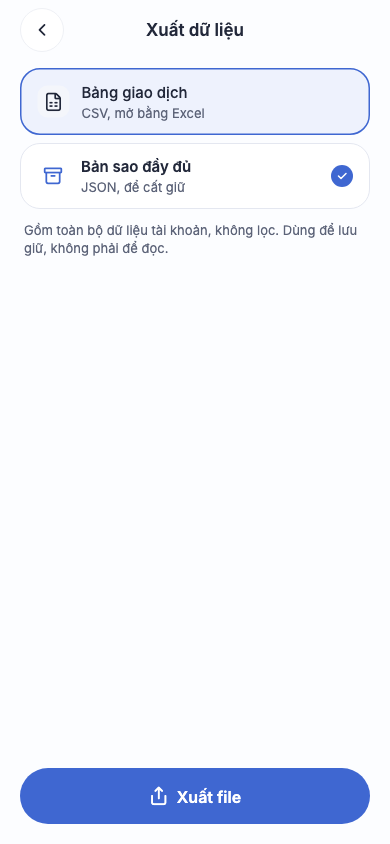 Xuất dữ liệu
Bảng giao dịch
CSV, mở bằng Excel
Bản sao đầy đủ
JSON, để cất giữ
Gồm toàn bộ dữ liệu tài khoản, không lọc. Dùng để lưu
giữ, không phải để đọc.
Xuất file